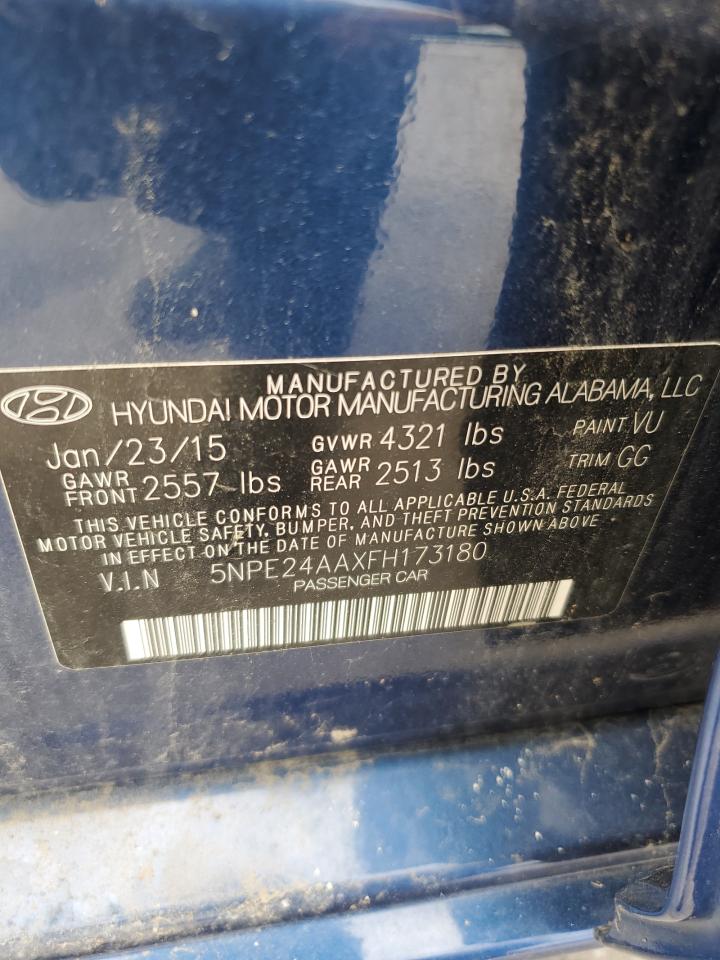 MANUFACTURED BY
HYUNDAI MOTOR MANUFACTURING ALABAMA, LLC
Jan/23/15 GVWR 4321 lbs PAINT VU
GAWR FRONT 2557 lbs GAWR REAR 2513 lbs TRIM GG
THIS VEHICLE CONFORMS TO ALL APPLICABLE U.S.A. FEDERAL
MOTOR VEHICLE SAFETY, BUMPER, AND THEFT PREVENTION STANDARDS
IN EFFECT ON THE DATE OF MANUFACTURE SHOWN ABOVE
V.I.N 5NPE24AAXFH173180
PASSENGER CAR